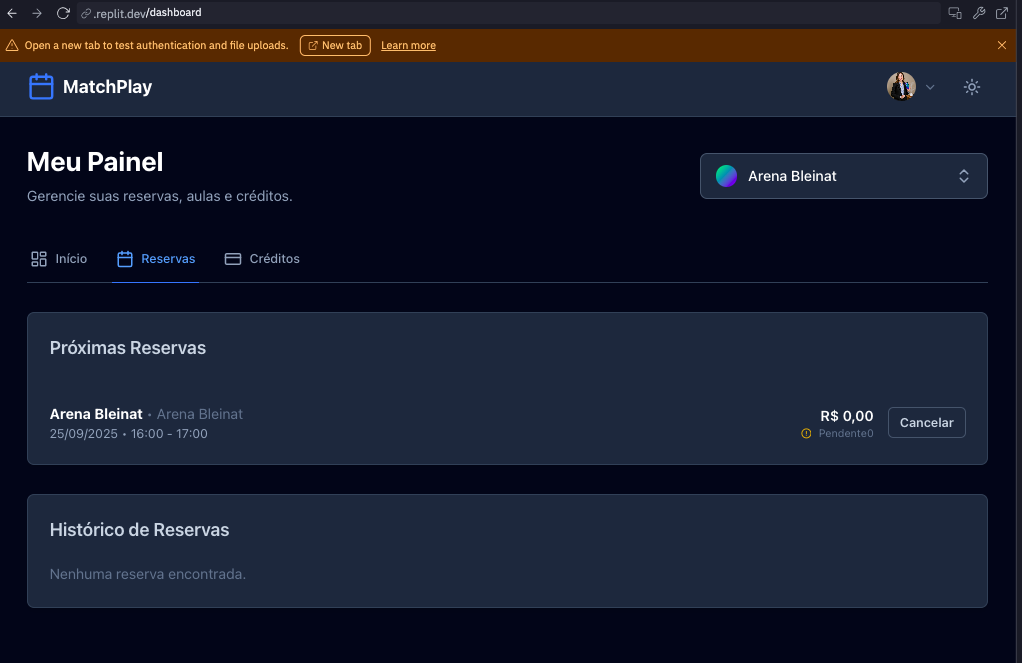 .replit.dev/dashboard
Open a new tab to test authentication and file uploads. New tab Learn more
MatchPlay
Meu Painel
Gerencie suas reservas, aulas e créditos.
Arena Bleinat
Início Reservas Créditos
Próximas Reservas
Arena Bleinat • Arena Bleinat
25/09/2025 • 16:00 - 17:00
R$ 0,00
Pendente0
Cancelar
Histórico de Reservas
Nenhuma reserva encontrada.